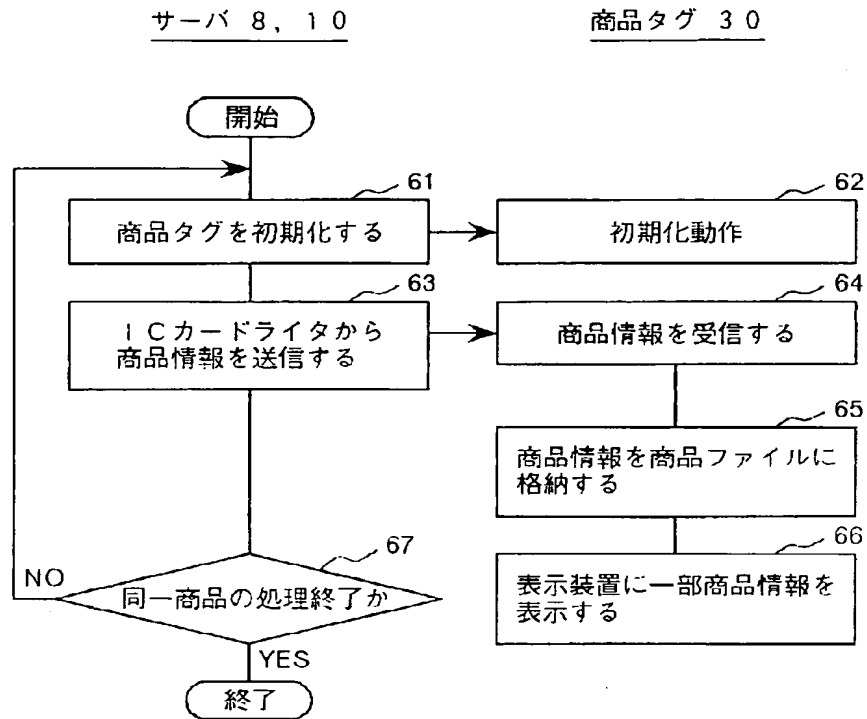 サーバ 8, 10
商品タグ 30
開始
61
商品タグを初期化する
62
初期化動作
63
ICカードライタから
商品情報を送信する
64
商品情報を受信する
65
商品情報を商品ファイルに
格納する
66
表示装置に一部商品情報を
表示する
67
同一商品の処理終了か
NO
YES
終了